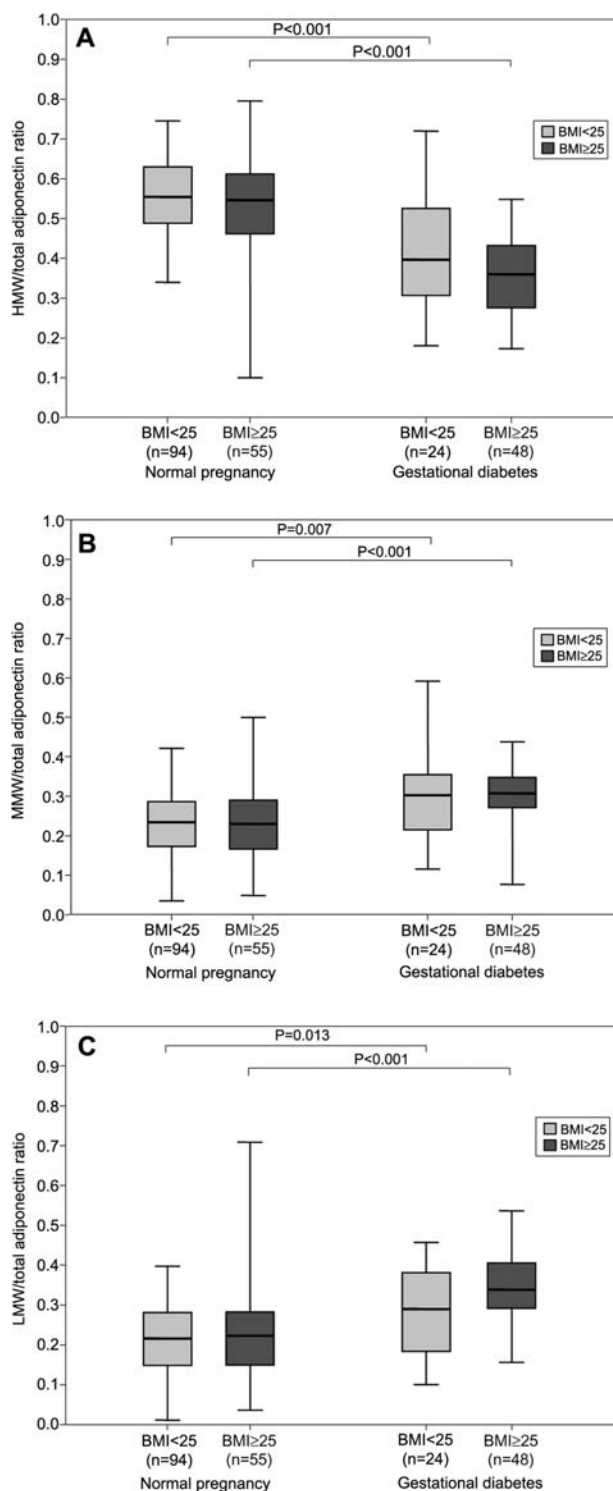 A
P<0.001
P<0.001
BMI<25
BMI≥25
HMW/total adiponectin ratio
1.0
0.9
0.8
0.7
0.6
0.5
0.4
0.3
0.2
0.1
0.0
BMI<25 BMI≥25 BMI<25 BMI≥25
(n=94) (n=55) (n=24) (n=48)
Normal pregnancy Gestational diabetes
B
P=0.007
P<0.001
BMI<25
BMI≥25
MMW/total adiponectin ratio
1.0
0.9
0.8
0.7
0.6
0.5
0.4
0.3
0.2
0.1
0.0
BMI<25 BMI≥25 BMI<25 BMI≥25
(n=94) (n=55) (n=24) (n=48)
Normal pregnancy Gestational diabetes
C
P=0.013
P<0.001
BMI<25
BMI≥25
LMW/total adiponectin ratio
1.0
0.9
0.8
0.7
0.6
0.5
0.4
0.3
0.2
0.1
0.0
BMI<25 BMI≥25 BMI<25 BMI≥25
(n=94) (n=55) (n=24) (n=48)
Normal pregnancy Gestational diabetes